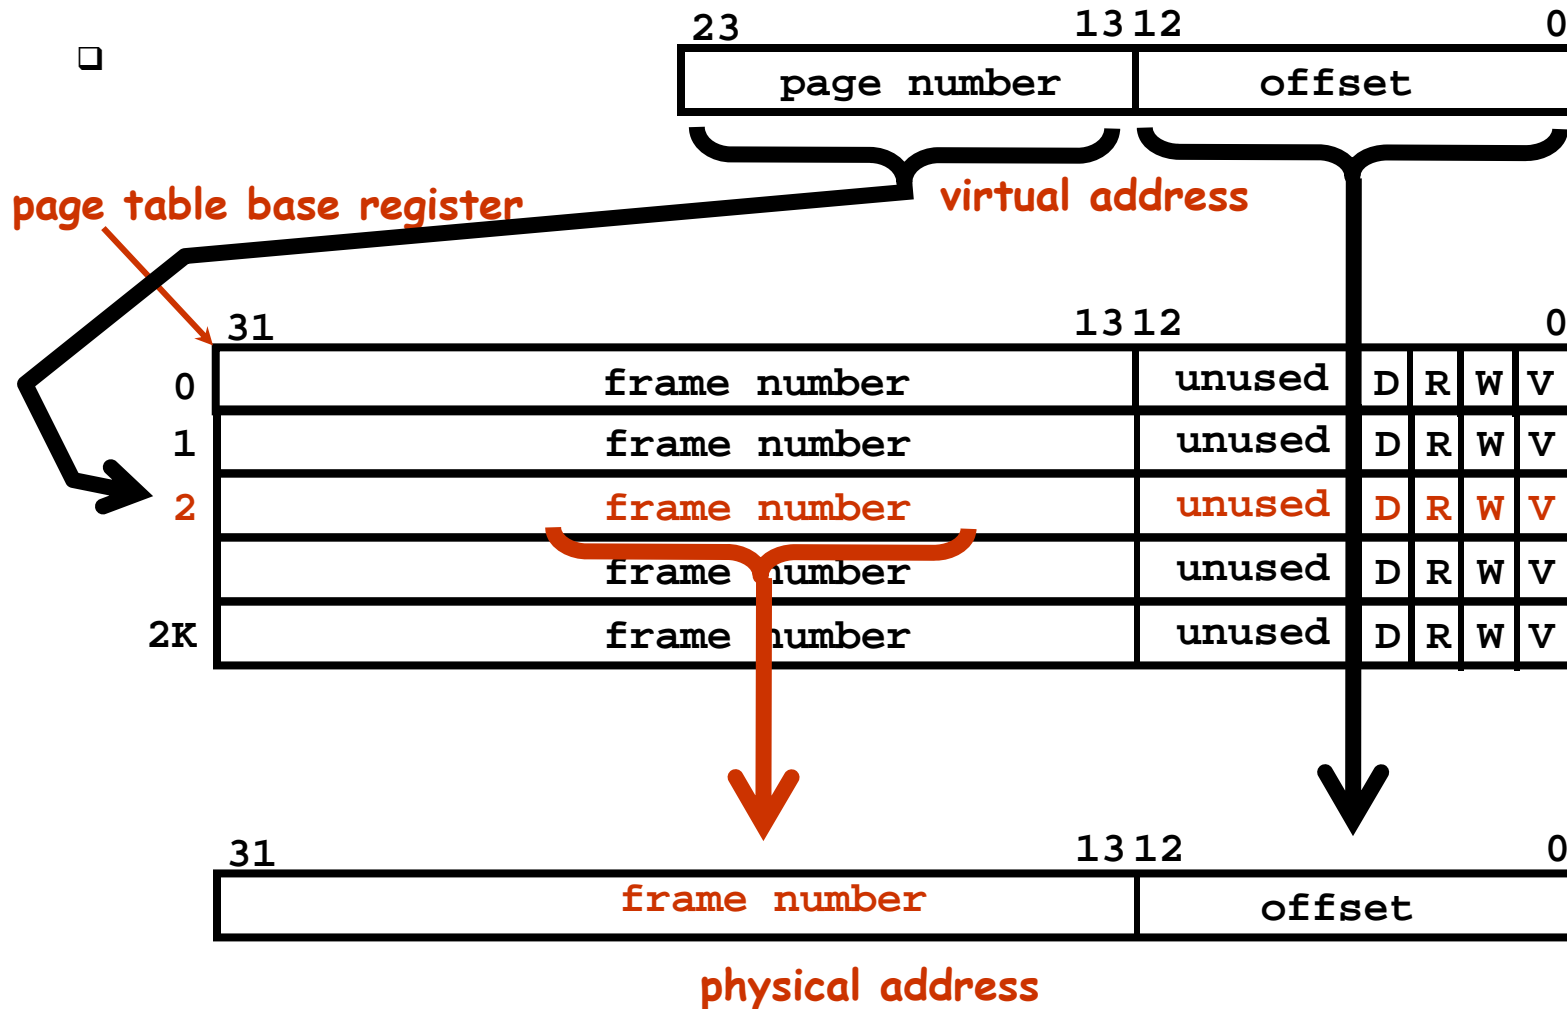 23 13 12 0
page number offset
page table base register
virtual address
31 13 12 0
0 frame number unused D R W V
1 frame number unused D R W V
2 frame number unused D R W V
frame number unused D R W V
2K frame number unused D R W V
31 13 12 0
frame number offset
physical address